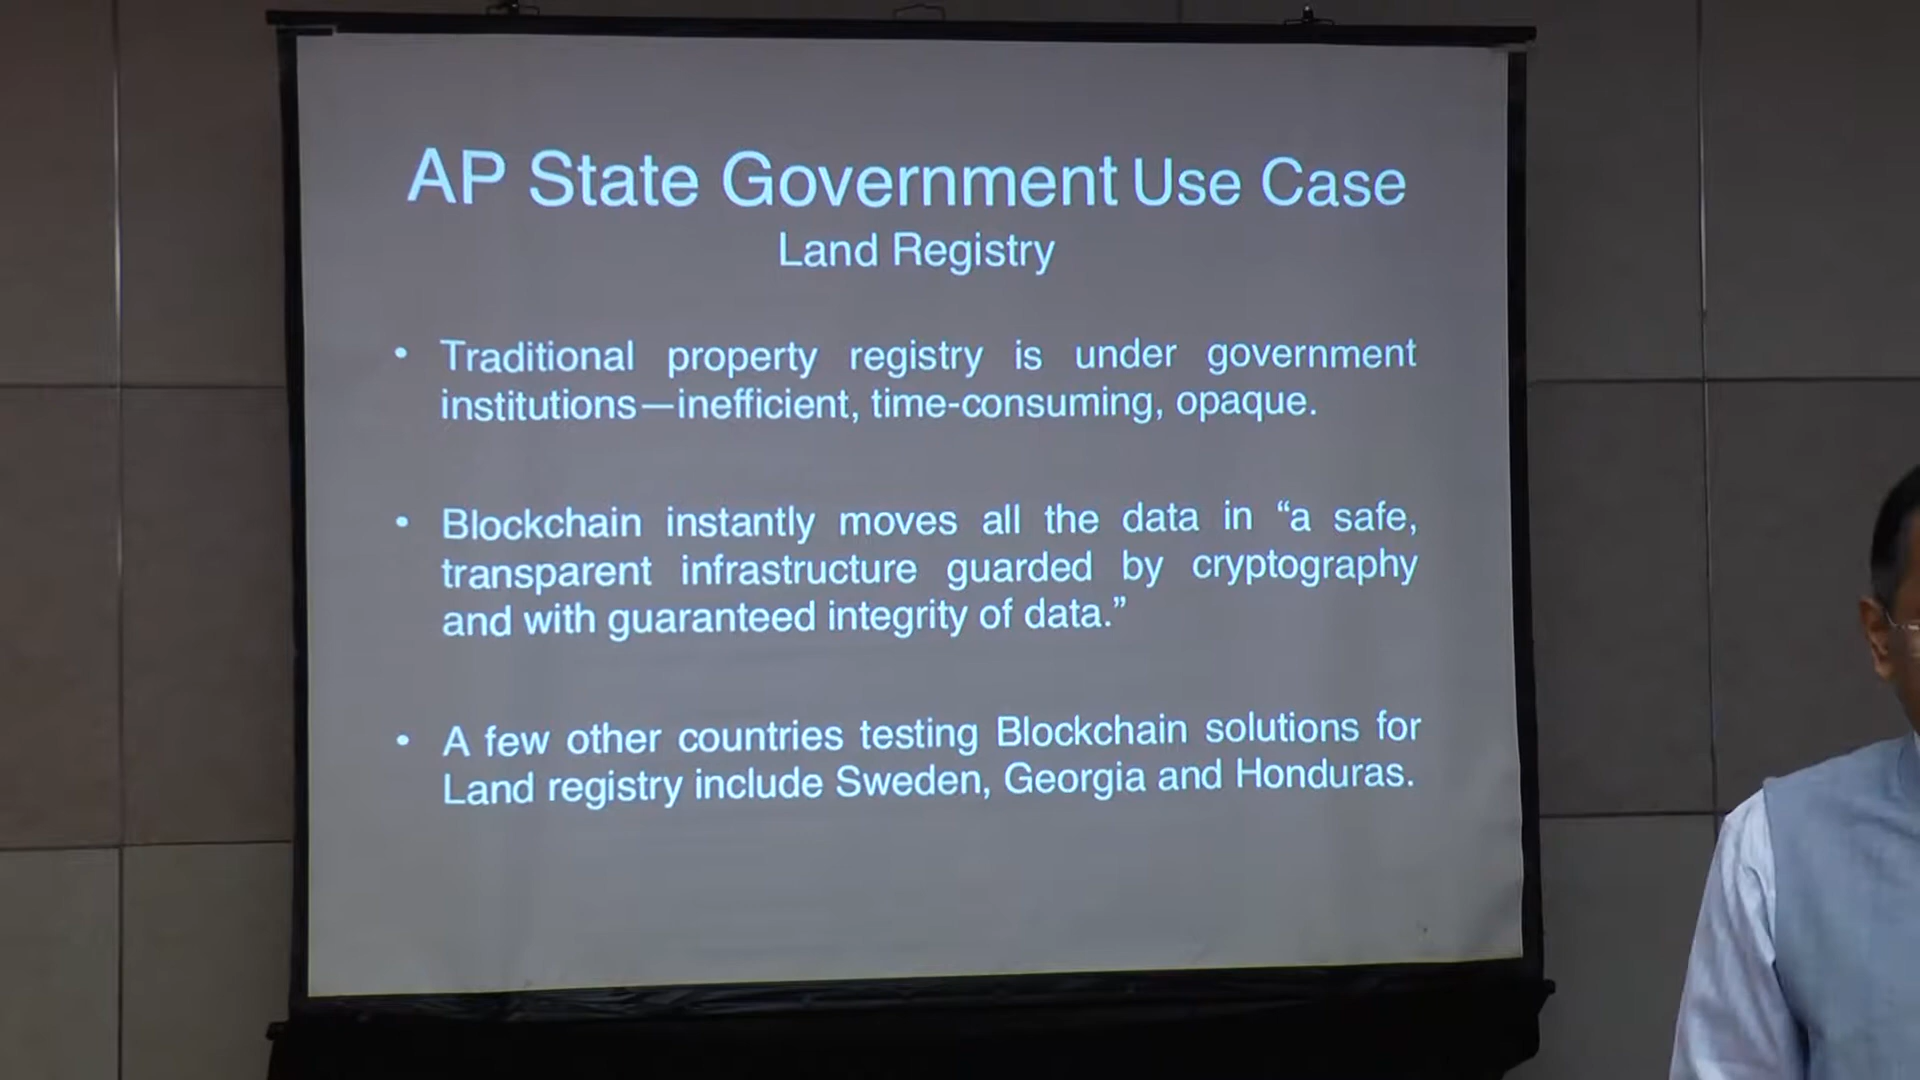 AP State Government Use Case
Land Registry
• Traditional property registry is under government
institutions—inefficient, time-consuming, opaque.
• Blockchain instantly moves all the data in “a safe,
transparent infrastructure guarded by cryptography
and with guaranteed integrity of data.”
• A few other countries testing Blockchain solutions for
Land registry include Sweden, Georgia and Honduras.